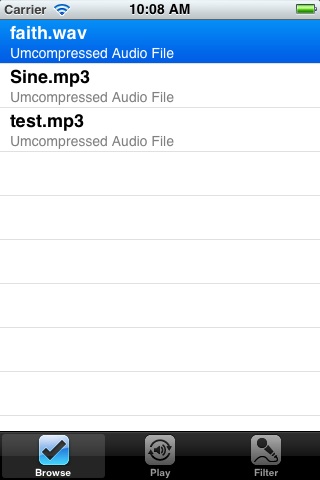 Carrier 10:08 AM
faith.wav
Umcompressed Audio File
Sine.mp3
Umcompressed Audio File
test.mp3
Umcompressed Audio File
Browse Play Filter